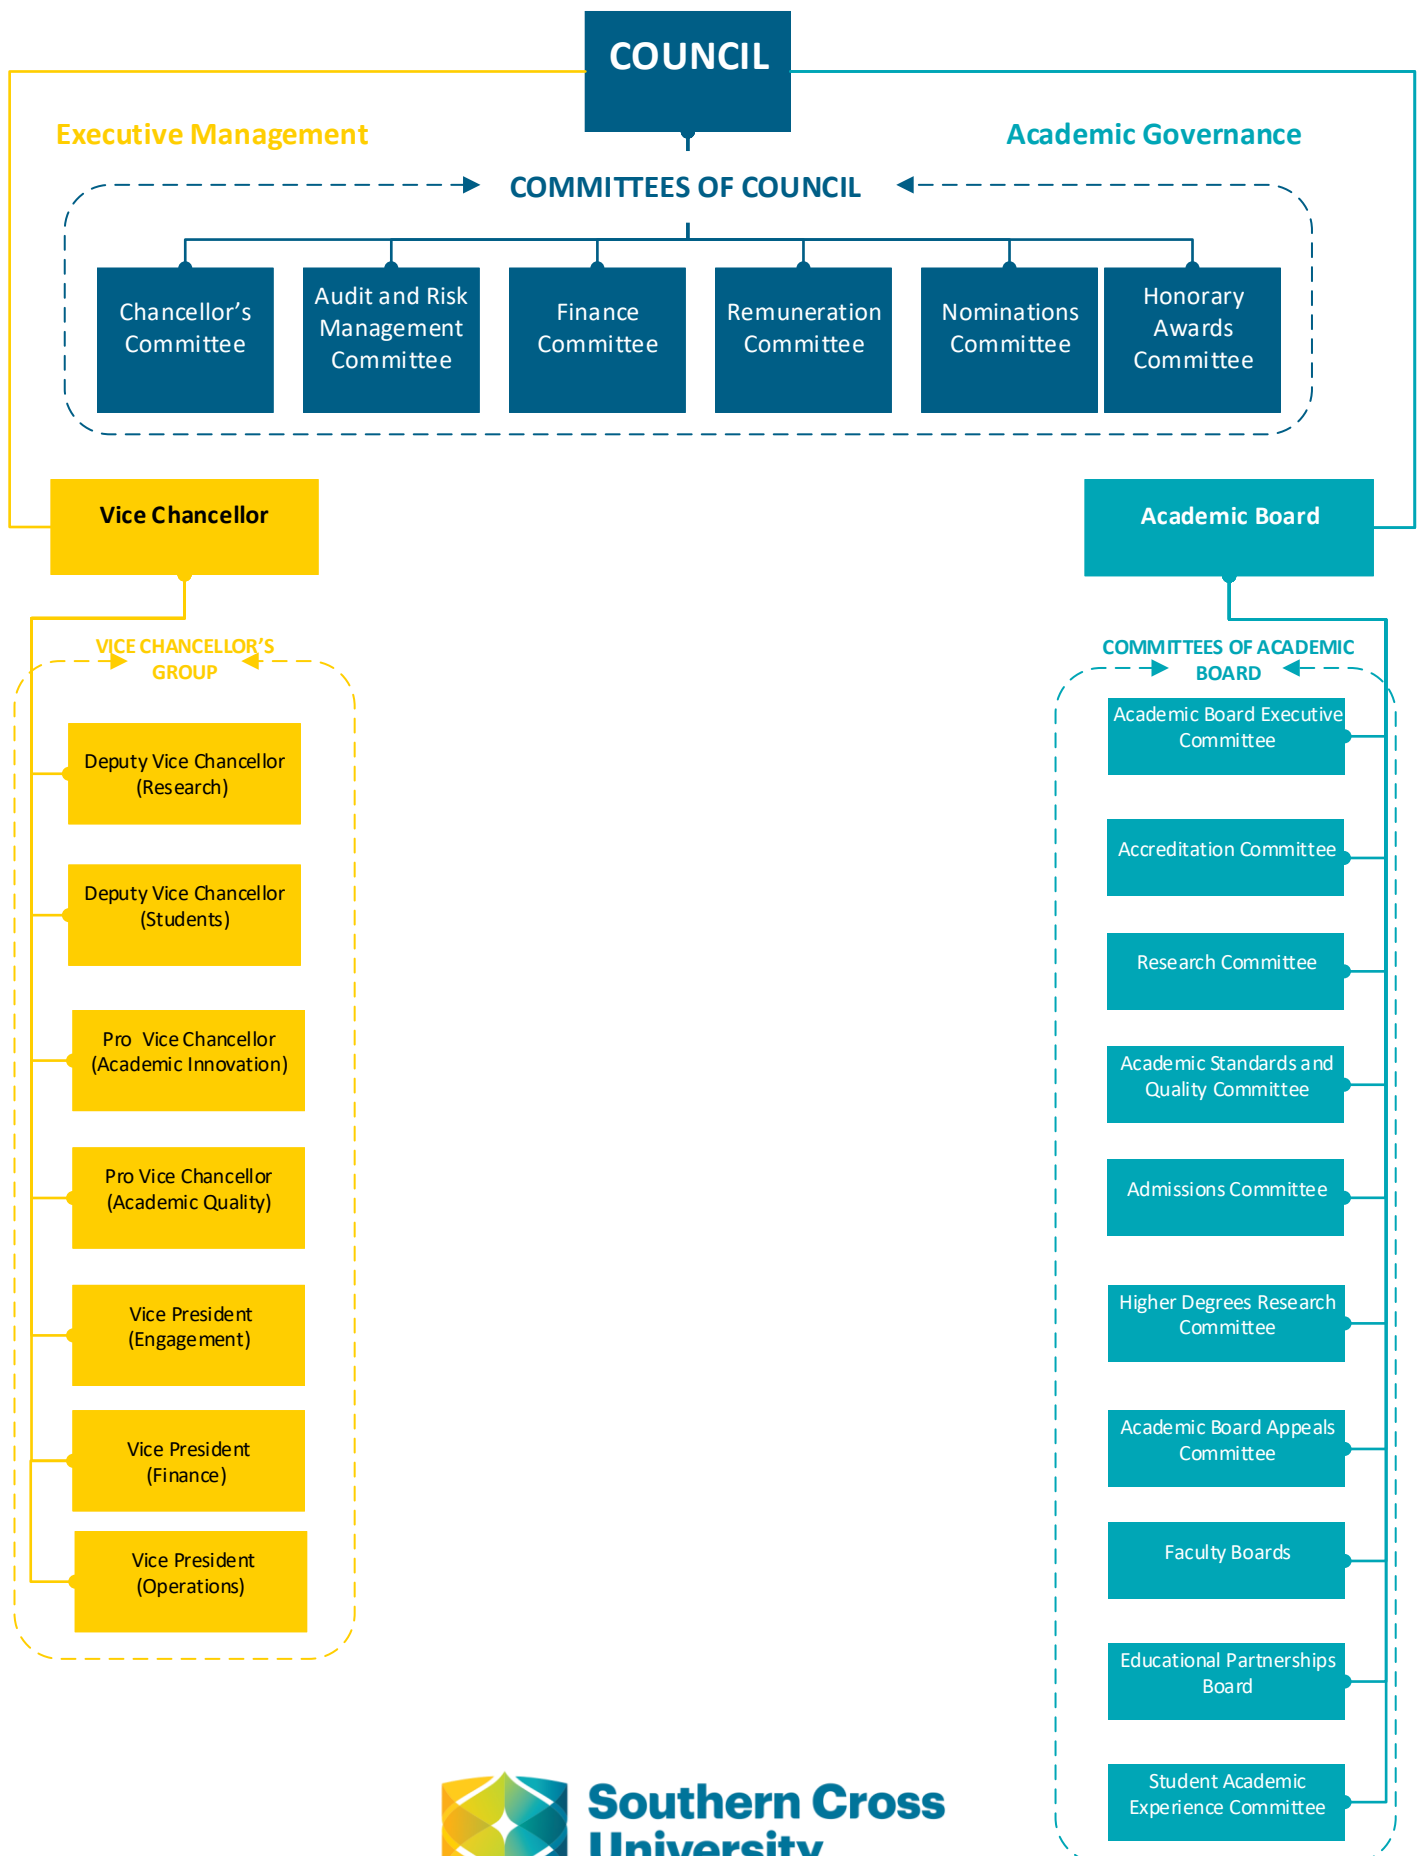 COUNCIL
Executive Management
Academic Governance
COMMITTEES OF COUNCIL
Chancellor’s
Committee
Audit and Risk
Management
Committee
Finance
Committee
Remuneration
Committee
Nominations
Committee
Honorary
Awards
Committee
Vice Chancellor
Academic Board
VICE CHANCELLOR’S
GROUP
Deputy Vice Chancellor
(Research)
Deputy Vice Chancellor
(Students)
Pro Vice Chancellor
(Academic Innovation)
Pro Vice Chancellor
(Academic Quality)
Vice President
(Engagement)
Vice President
(Finance)
Vice President
(Operations)
COMMITTEES OF ACADEMIC
BOARD
Academic Board Executive
Committee
Accreditation Committee
Research Committee
Academic Standards and
Quality Committee
Admissions Committee
Higher Degrees Research
Committee
Academic Board Appeals
Committee
Faculty Boards
Educational Partnerships
Board
Student Academic
Experience Committee
Southern Cross
University